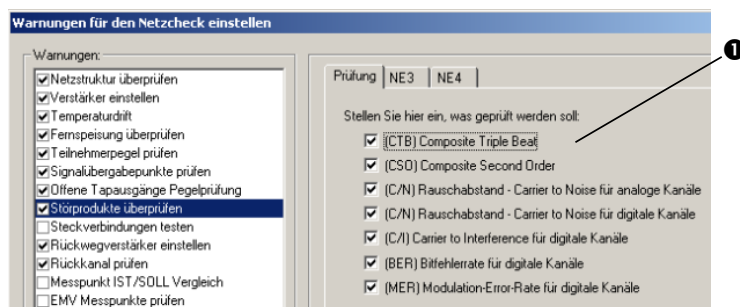 Warnungen für den Netzcheck einstellen
Warnungen:
Netzstruktur überprüfen
Verstärker einstellen
Temperaturdrift
Fernspeisung überprüfen
Teilnehmerpegel prüfen
Signalübergabepunkte prüfen
Offene Tapausgänge Pegelprüfung
Störprodukte überprüfen
Steckverbindungen testen
Rückwegverstärker einstellen
Rückkanal prüfen
Messpunkt IST/SOLL Vergleich
EMV Messpunkte prüfen
Prüfung NE3 NE4
Stellen Sie hier ein, was geprüft werden soll:
(CTB) Composite Triple Beat
(CSO) Composite Second Order
(C/N) Rauschabstand - Carrier to Noise für analoge Kanäle
(C/N) Rauschabstand - Carrier to Noise für digitale Kanäle
(C/I) Carrier to Interference für digitale Kanäle
(BER) Bitfehlerrate für digitale Kanäle
(MER) Modulation-Error-Rate für digitale Kanäle
❶